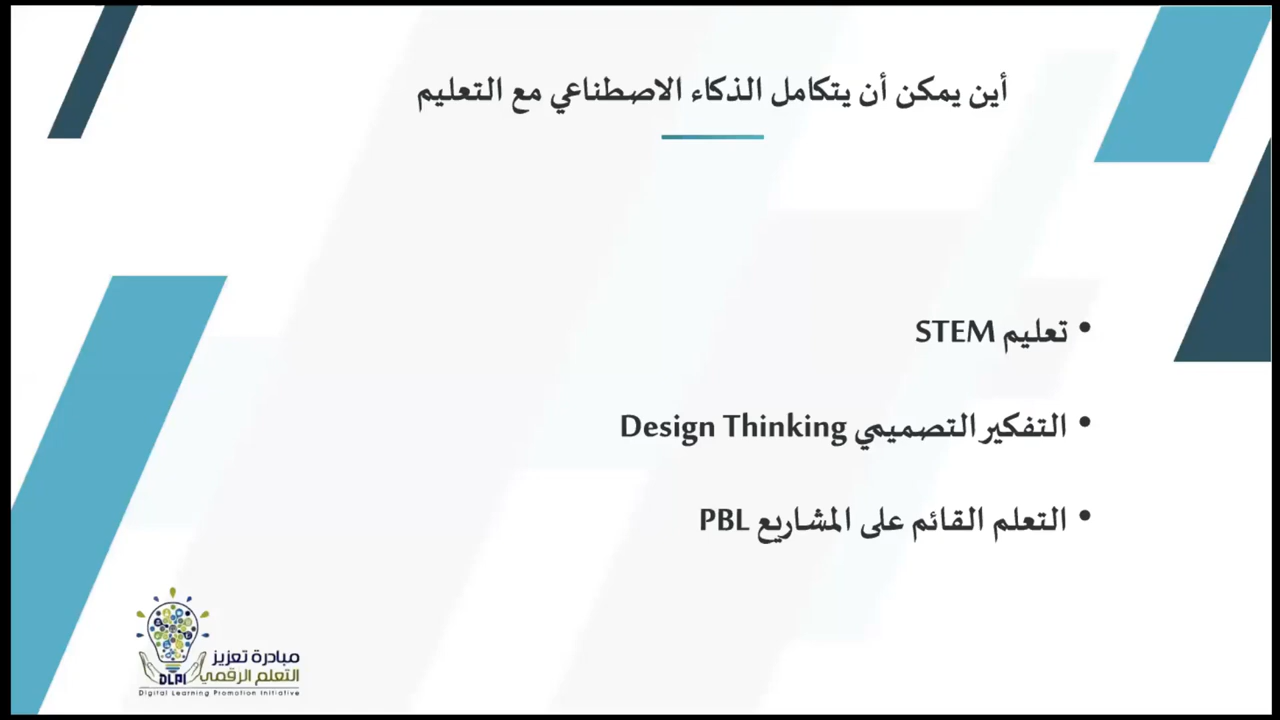 أين يمكن أن يتكامل الذكاء الاصطناعي مع التعليم
• تعليم STEM
• التفكير التصميمي Design Thinking
• التعلم القائم على المشاريع PBL
مبادرة تعزيز
التعلم الرقمي
DLPI
Digital Learning Promotion Initiative